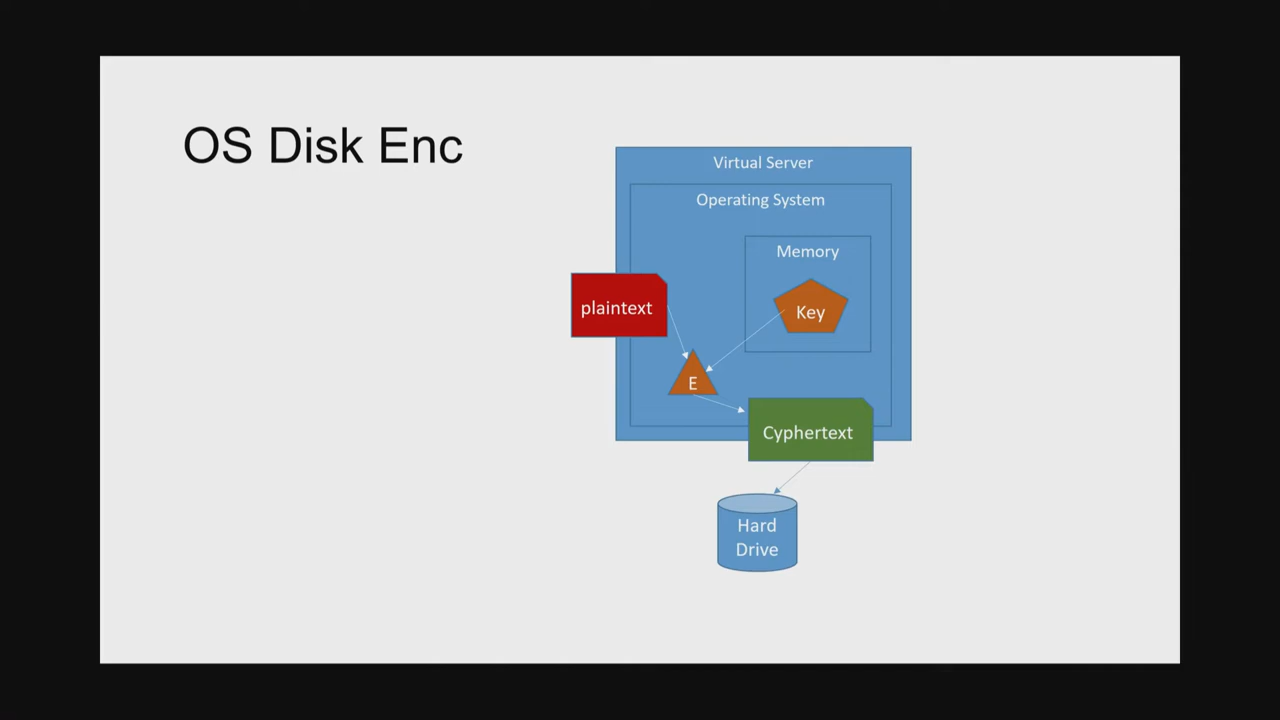 OS Disk Enc
Virtual Server
Operating System
Memory
plaintext
Key
E
Cyphertext
Hard
Drive